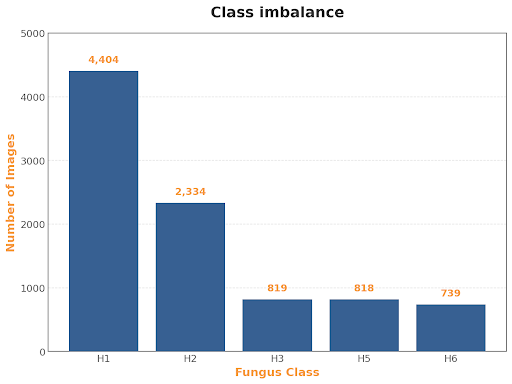 Class imbalance
5000
4000
3000
2000
1000
0
Number of Images
4,404
2,334
819
818
739
H1 H2 H3 H5 H6
Fungus Class